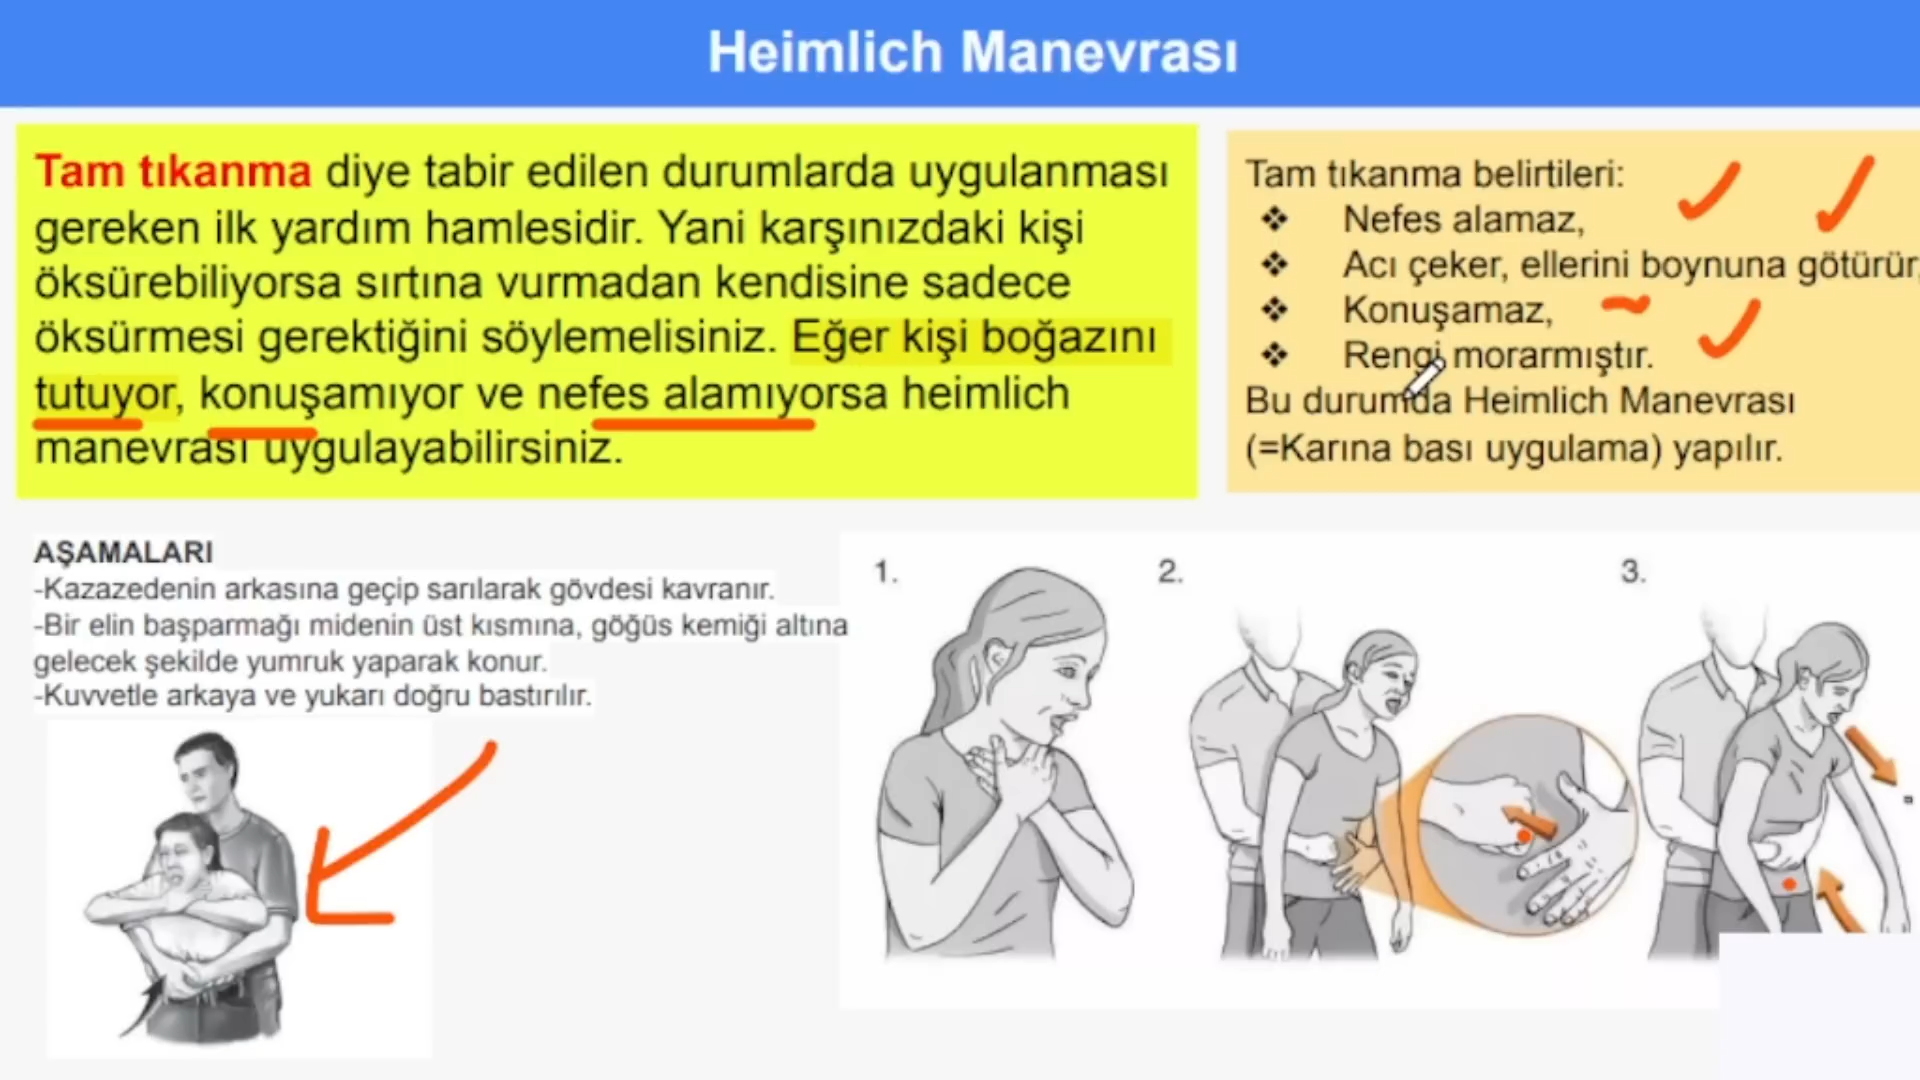 Heimlich Manevrası
Tam tıkanma diye tabir edilen durumlarda uygulanması
gereken ilk yardım hamlesidir. Yani karşınızdaki kişi
öksürebiliyorsa sırtına vurmadan kendisine sadece
öksürmesi gerektiğini söylemelisiniz. Eğer kişi boğazını
tutuyor, konuşamıyor ve nefes alamıyorsa heimlich
manevrası uygulayabilirsiniz.
Tam tıkanma belirtileri:
❖ Nefes alamaz,
❖ Acı çeker, ellerini boynuna götürür,
❖ Konuşamaz,
❖ Rengi morarmıştır.
Bu durumda Heimlich Manevrası
(=Karına bası uygulama) yapılır.
AŞAMALARI
-Kazazedenin arkasına geçip sarılarak gövdesi kavranır.
-Bir elin başparmağı midenin üst kısmına, göğüs kemiği altına
gelecek şekilde yumruk yaparak konur.
-Kuvvetle arkaya ve yukarı doğru bastırılır.
1.
2.
3.